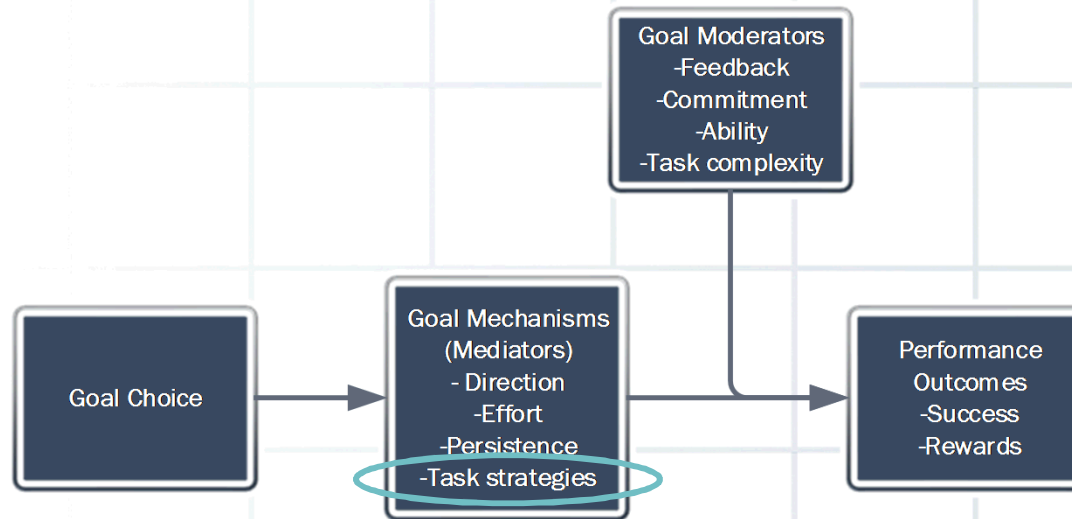 Goal Moderators
-Feedback
-Commitment
-Ability
-Task complexity
Goal Choice
Goal Mechanisms
(Mediators)
- Direction
-Effort
-Persistence
-Task strategies
Performance
Outcomes
-Success
-Rewards